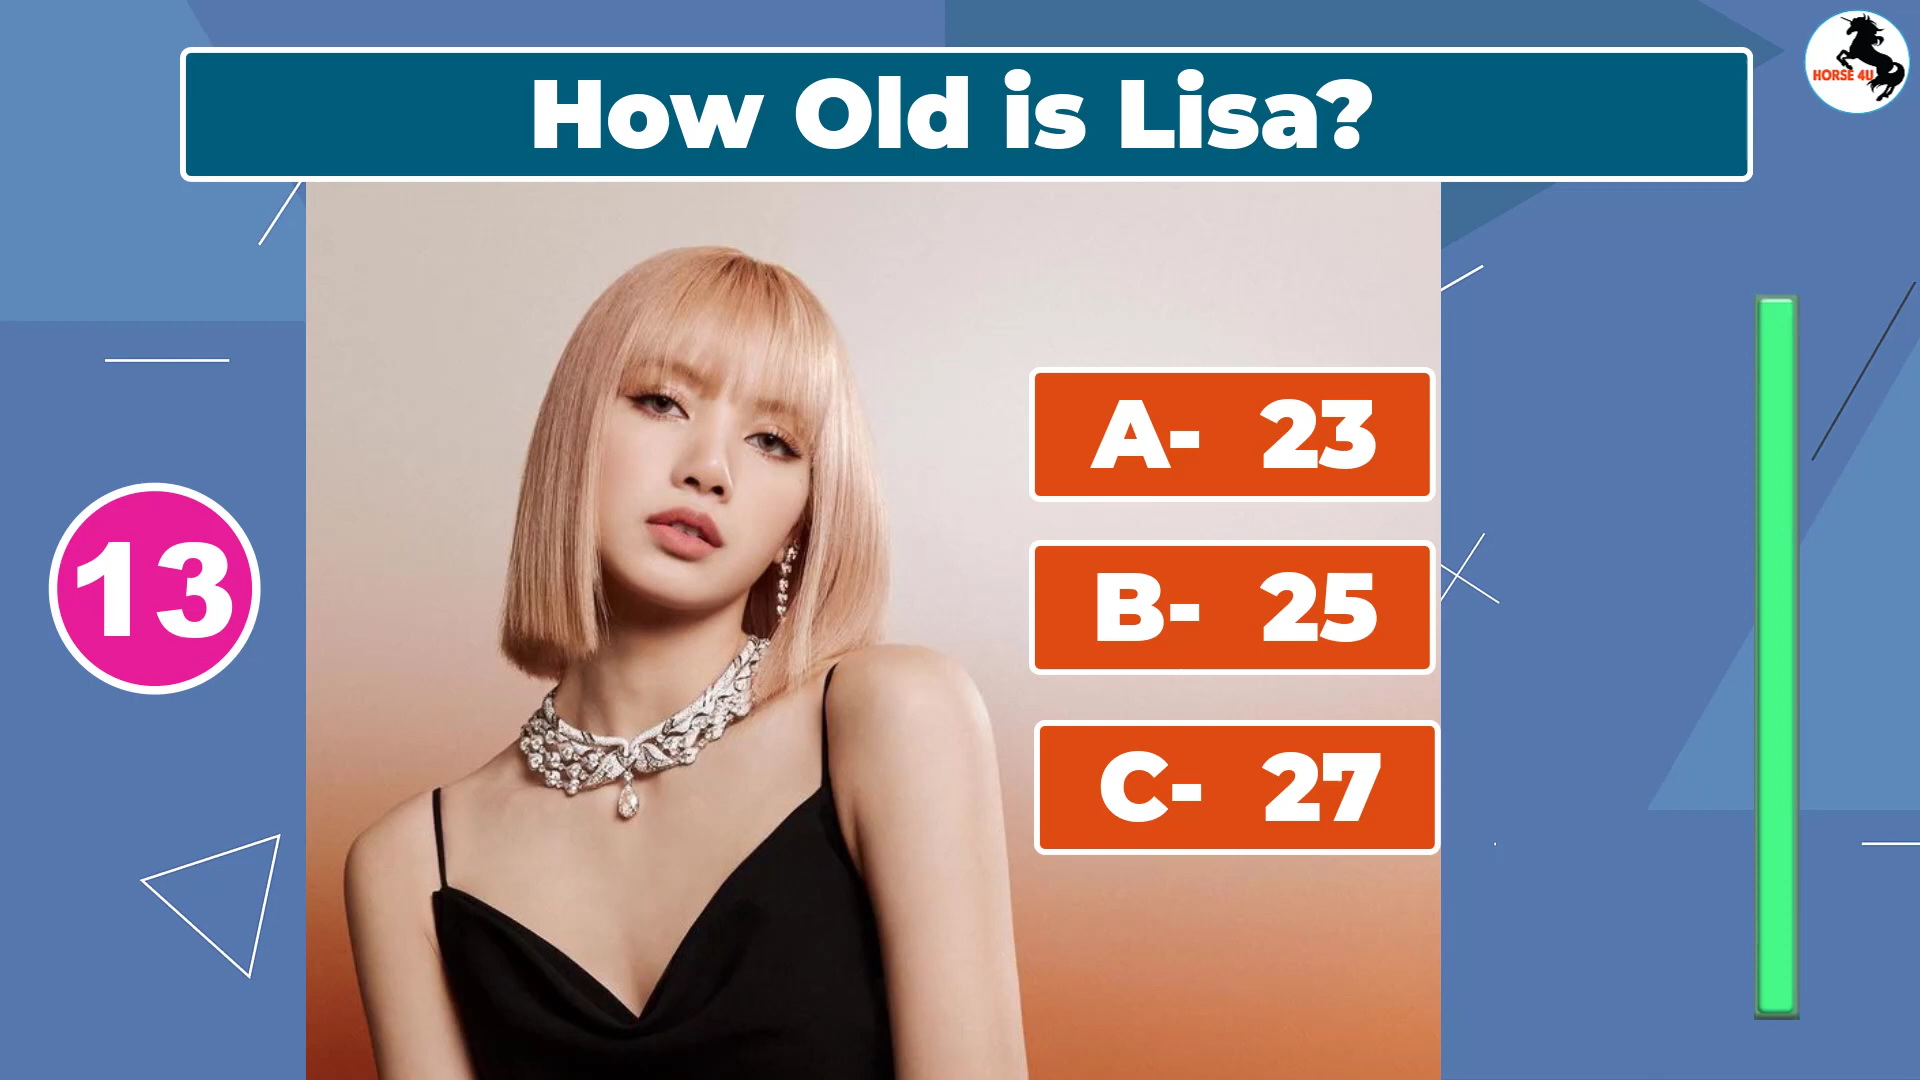 How Old is Lisa?
HORSE 4U
A- 23
13
B- 25
C- 27